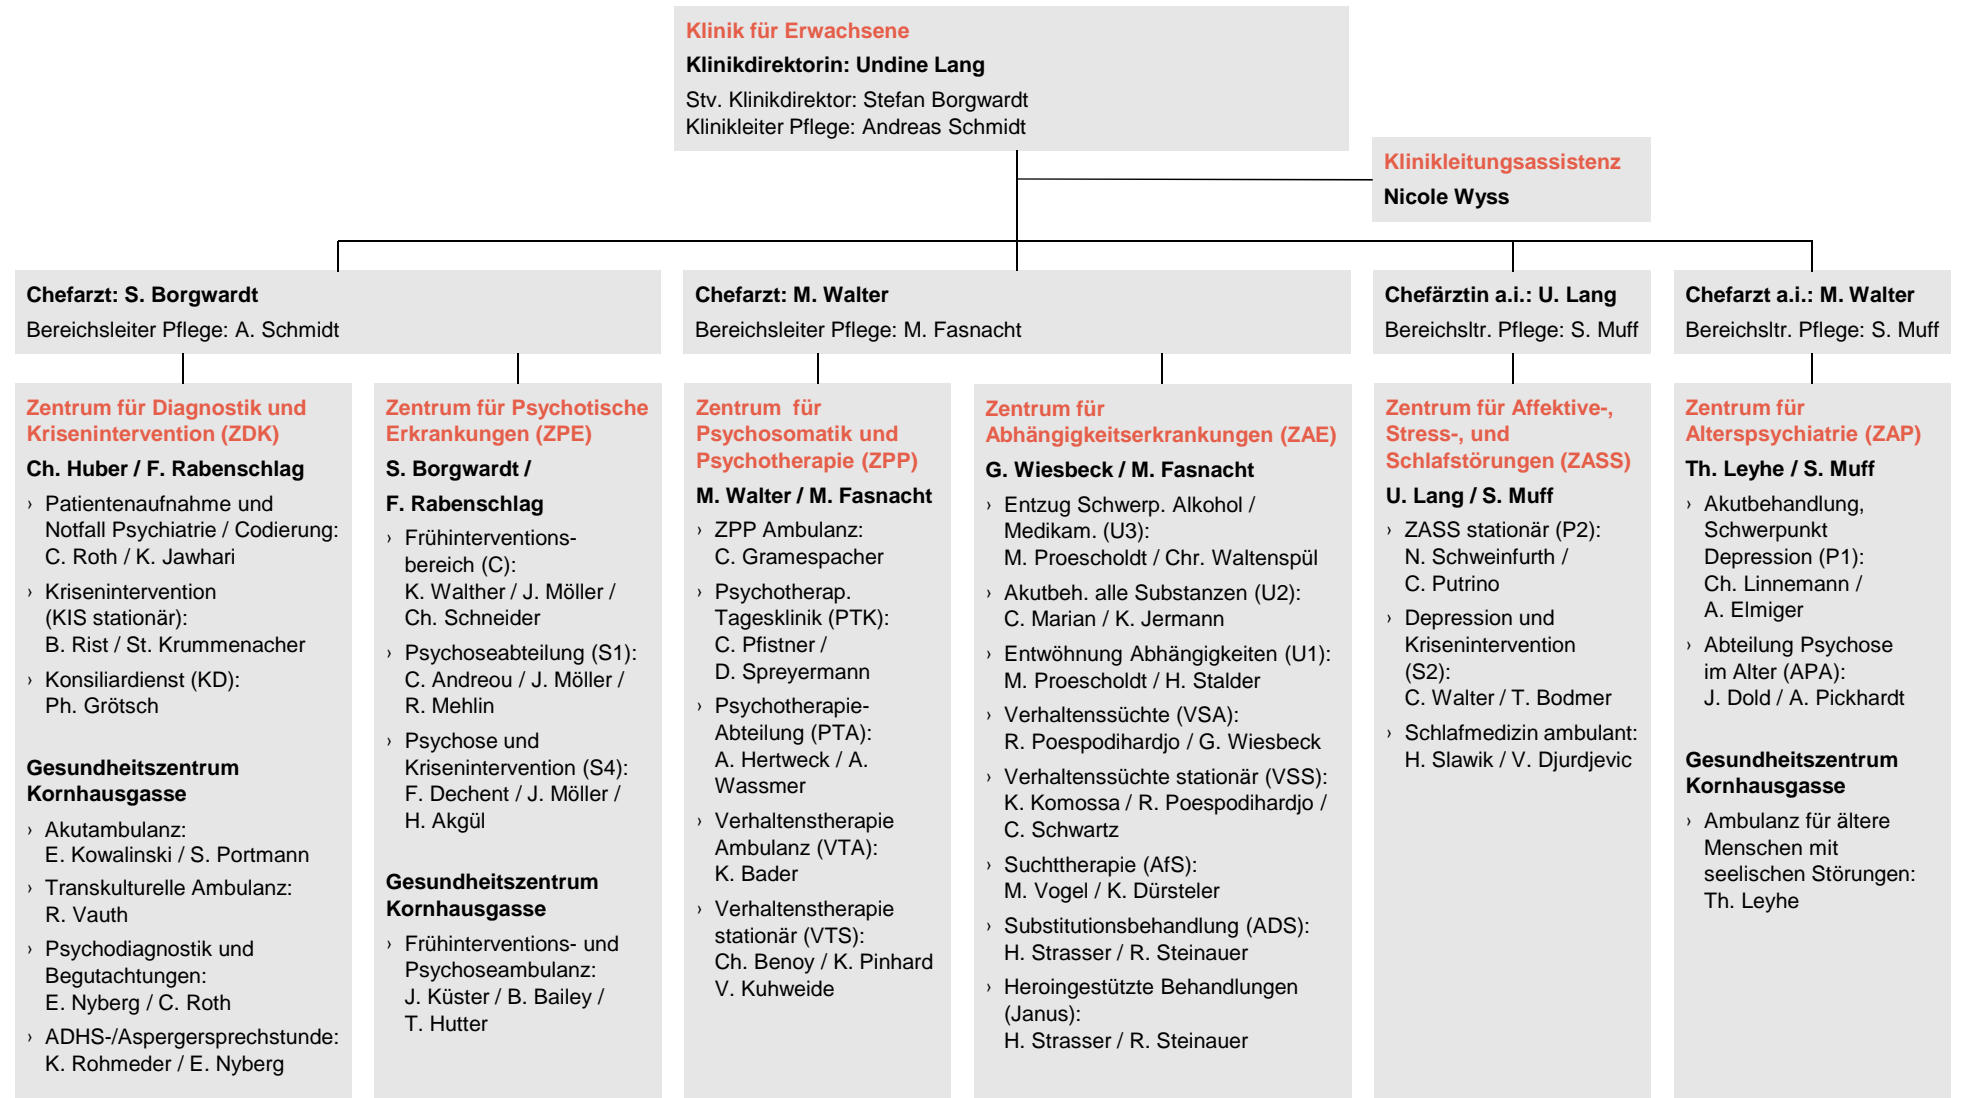 Klinik für Erwachsene
Klinikdirektorin: Undine Lang
Stv. Klinikdirektor: Stefan Borgwardt
Klinikleiter Pflege: Andreas Schmidt
Klinikleitungsassistenz
Nicole Wyss
Chefarzt: S. Borgwardt
Bereichsleiter Pflege: A. Schmidt
Chefarzt: M. Walter
Bereichsleiter Pflege: M. Fasnacht
Chefärztin a.i.: U. Lang
Bereichsltr. Pflege: S. Muff
Chefarzt a.i.: M. Walter
Bereichsltr. Pflege: S. Muff
Zentrum für Diagnostik und
Krisenintervention (ZDK)
Ch. Huber / F. Rabenschlag
› Patientenaufnahme und
Notfall Psychiatrie / Codierung:
C. Roth / K. Jawhari
› Krisenintervention
(KIS stationär):
B. Rist / St. Krummenacher
› Konsiliardienst (KD):
Ph. Grötsch
Gesundheitszentrum
Kornhausgasse
› Akutambulanz:
E. Kowalinski / S. Portmann
› Transkulturelle Ambulanz:
R. Vauth
› Psychodiagnostik und
Begutachtungen:
E. Nyberg / C. Roth
› ADHS-/Aspergersprechstunde:
K. Rohmeder / E. Nyberg
Zentrum für Psychotische
Erkrankungen (ZPE)
S. Borgwardt /
F. Rabenschlag
› Frühinterventions-
bereich (C):
K. Walther / J. Möller /
Ch. Schneider
› Psychoseabteilung (S1):
C. Andreou / J. Möller /
R. Mehlin
› Psychose und
Krisenintervention (S4):
F. Dechent / J. Möller /
H. Akgül
Gesundheitszentrum
Kornhausgasse
› Frühinterventions- und
Psychoseambulanz:
J. Küster / B. Bailey /
T. Hutter
Zentrum für
Psychosomatik und
Psychotherapie (ZPP)
M. Walter / M. Fasnacht
› ZPP Ambulanz:
C. Gramespacher
› Psychotherap.
Tagesklinik (PTK):
C. Pfistner /
D. Spreyermann
› Psychotherapie-
Abteilung (PTA):
A. Hertweck / A.
Wassmer
› Verhaltenstherapie
Ambulanz (VTA):
K. Bader
› Verhaltenstherapie
stationär (VTS):
Ch. Benoy / K. Pinhard
V. Kuhweide
Zentrum für
Abhängigkeitserkrankungen (ZAE)
G. Wiesbeck / M. Fasnacht
› Entzug Schwerp. Alkohol /
Medikam. (U3):
M. Proescholdt / Chr. Waltenspül
› Akutbeh. alle Substanzen (U2):
C. Marian / K. Jermann
› Entwöhnung Abhängigkeiten (U1):
M. Proescholdt / H. Stalder
› Verhaltenssüchte (VSA):
R. Poespodihardjo / G. Wiesbeck
› Verhaltenssüchte stationär (VSS):
K. Komossa / R. Poespodihardjo /
C. Schwartz
› Suchttherapie (AfS):
M. Vogel / K. Dürsteler
› Substitutionsbehandlung (ADS):
H. Strasser / R. Steinauer
› Heroingestützte Behandlungen
(Janus):
H. Strasser / R. Steinauer
Zentrum für Affektive-,
Stress-, und
Schlafstörungen (ZASS)
U. Lang / S. Muff
› ZASS stationär (P2):
N. Schweinfurth /
C. Putrino
› Depression und
Krisenintervention
(S2):
C. Walter / T. Bodmer
› Schlafmedizin ambulant:
H. Slawik / V. Djurdjevic
Zentrum für
Alterspsychiatrie (ZAP)
Th. Leyhe / S. Muff
› Akutbehandlung,
Schwerpunkt
Depression (P1):
Ch. Linnemann /
A. Elmiger
› Abteilung Psychose
im Alter (APA):
J. Dold / A. Pickhardt
Gesundheitszentrum
Kornhausgasse
› Ambulanz für ältere
Menschen mit
seelischen Störungen:
Th. Leyhe